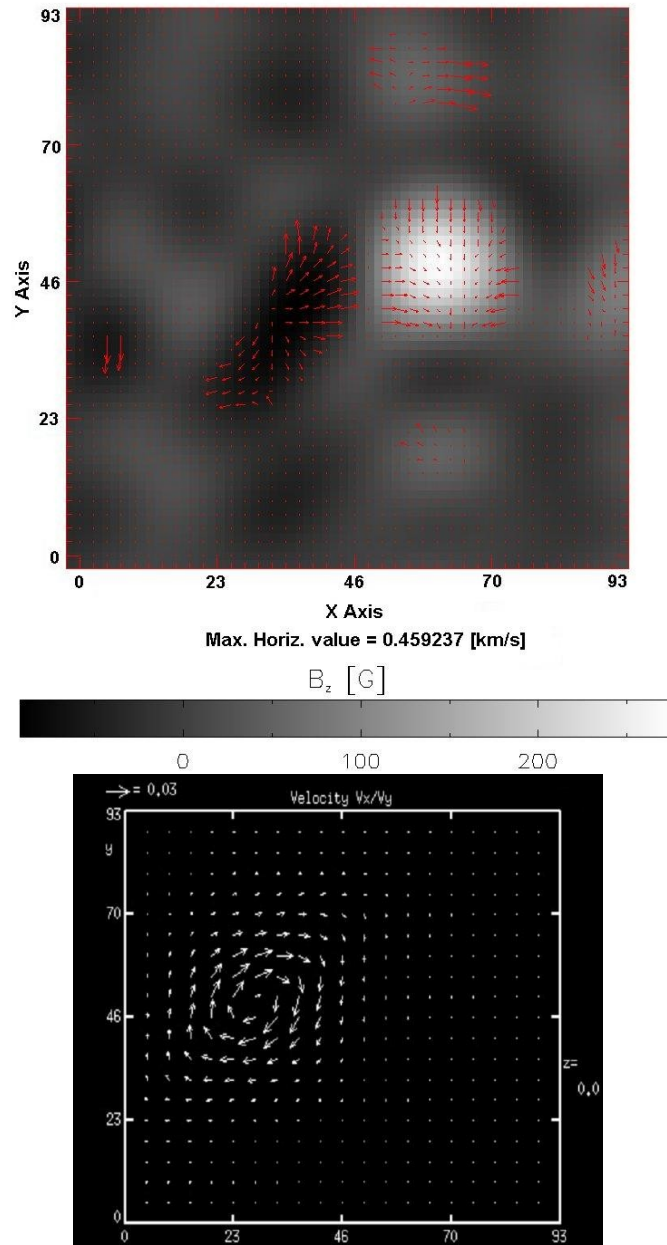 93
70
Y Axis
46
23
0
0 23 46 70 93
X Axis
Max. Horiz. value = 0.459237 [km/s]
Bz [G]
0 100 200
= 0.03 Velocity Vx/Vy
93
y
70
46
z=
0.0
23
0
0 23 46 70 93